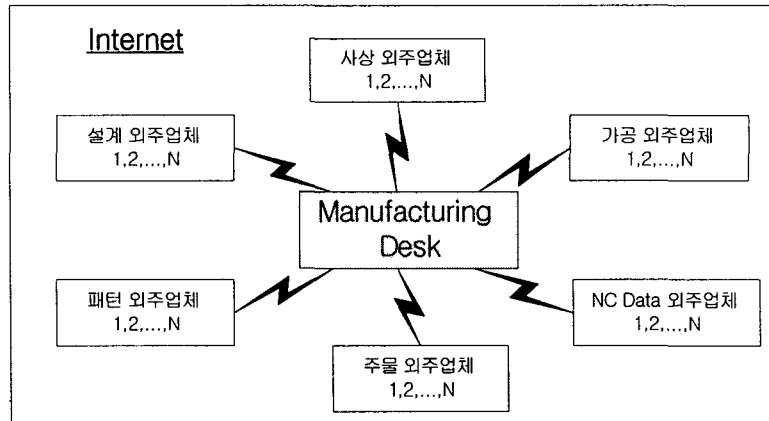 Internet
사상 외주업체
1,2,...,N
설계 외주업체
1,2,...,N
가공 외주업체
1,2,...,N
Manufacturing
Desk
패턴 외주업체
1,2,...,N
NC Data 외주업체
1,2,...,N
주물 외주업체
1,2,...,N